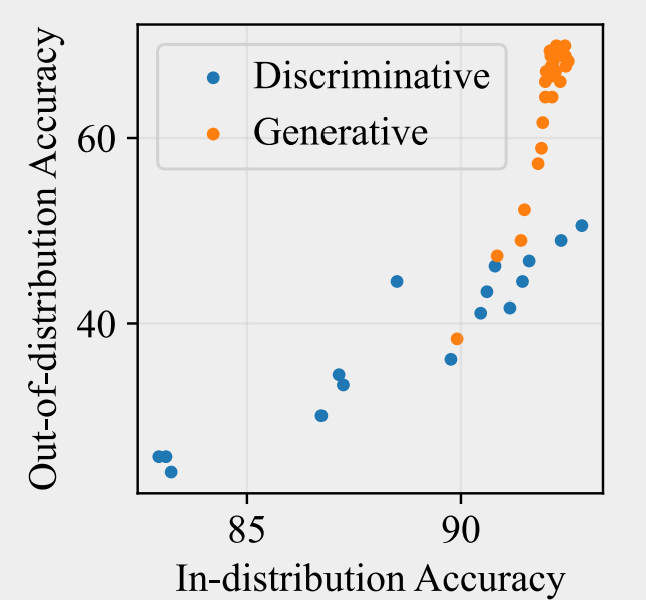 Discriminative
Generative
60
40
85
90
Out-of-distribution Accuracy
In-distribution Accuracy